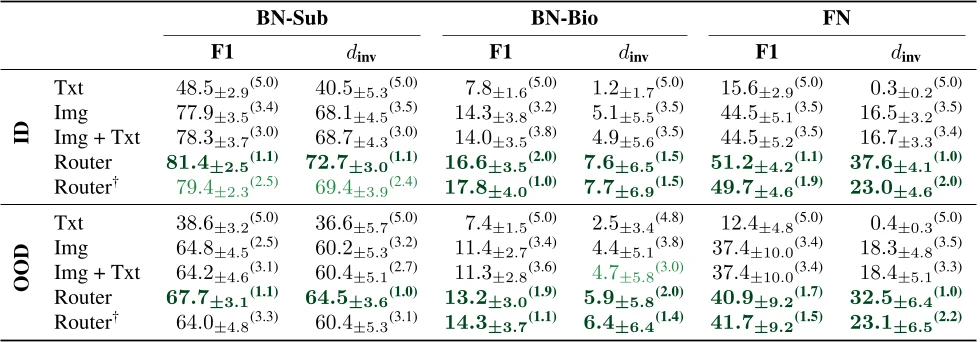 BN-Sub BN-Bio FN
F1 d_inv F1 d_inv F1 d_inv
ID
Txt 48.5±2.9(5.0) 40.5±5.3(5.0) 7.8±1.6(5.0) 1.2±1.7(5.0) 15.6±2.9(5.0) 0.3±0.2(5.0)
Img 77.9±3.5(3.4) 68.1±4.5(3.5) 14.3±3.8(3.2) 5.1±5.5(3.5) 44.5±5.1(3.5) 16.5±3.2(3.5)
Img + Txt 78.3±3.7(3.0) 68.7±4.3(3.0) 14.0±3.5(3.8) 4.9±5.6(3.5) 44.5±5.2(3.5) 16.7±3.3(3.4)
Router 81.4±2.5(1.1) 72.7±3.0(1.1) 16.6±3.5(2.0) 7.6±6.5(1.5) 51.2±4.2(1.1) 37.6±4.1(1.0)
Router† 79.4±2.3(2.5) 69.4±3.9(2.4) 17.8±4.0(1.0) 7.7±6.9(1.5) 49.7±4.6(1.9) 23.0±4.6(2.0)
OOD
Txt 38.6±3.2(5.0) 36.6±5.7(5.0) 7.4±1.5(5.0) 2.5±3.4(4.8) 12.4±4.8(5.0) 0.4±0.3(5.0)
Img 64.8±4.5(2.5) 60.2±5.3(3.2) 11.4±2.7(3.4) 4.4±5.1(3.8) 37.4±10.0(3.4) 18.3±4.8(3.5)
Img + Txt 64.2±4.6(3.1) 60.4±5.1(2.7) 11.3±2.8(3.6) 4.7±5.8(3.0) 37.4±10.0(3.4) 18.4±5.1(3.3)
Router 67.7±3.1(1.1) 64.5±3.6(1.0) 13.2±3.0(1.9) 5.9±5.8(2.0) 40.9±9.2(1.7) 32.5±6.4(1.0)
Router† 64.0±4.8(3.3) 60.4±5.3(3.1) 14.3±3.7(1.1) 6.4±6.4(1.4) 41.7±9.2(1.5) 23.1±6.5(2.2)